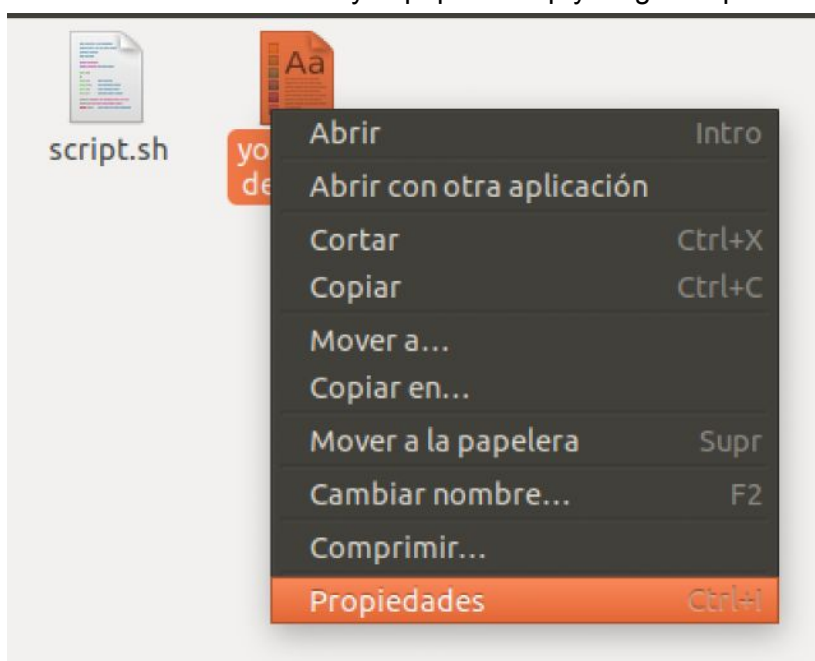 Aa
script.sh
yo
de
Abrir Intro
Abrir con otra aplicación
Cortar Ctrl+X
Copiar Ctrl+C
Mover a...
Copiar en...
Mover a la papelera Supr
Cambiar nombre... F2
Comprimir...
Propiedades Ctrl+I